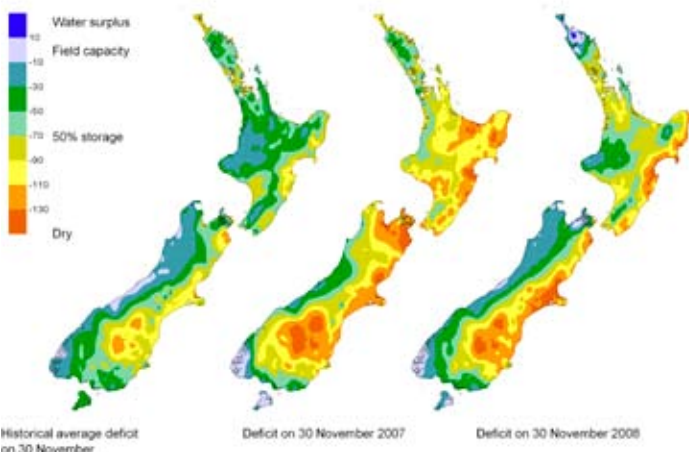 Water surplus
10
Field capacity
-10
-30
-50
-70
50% storage
-90
-110
-130
Dry
Historical average deficit
on 30 November
Deficit on 30 November 2007
Deficit on 30 November 2008